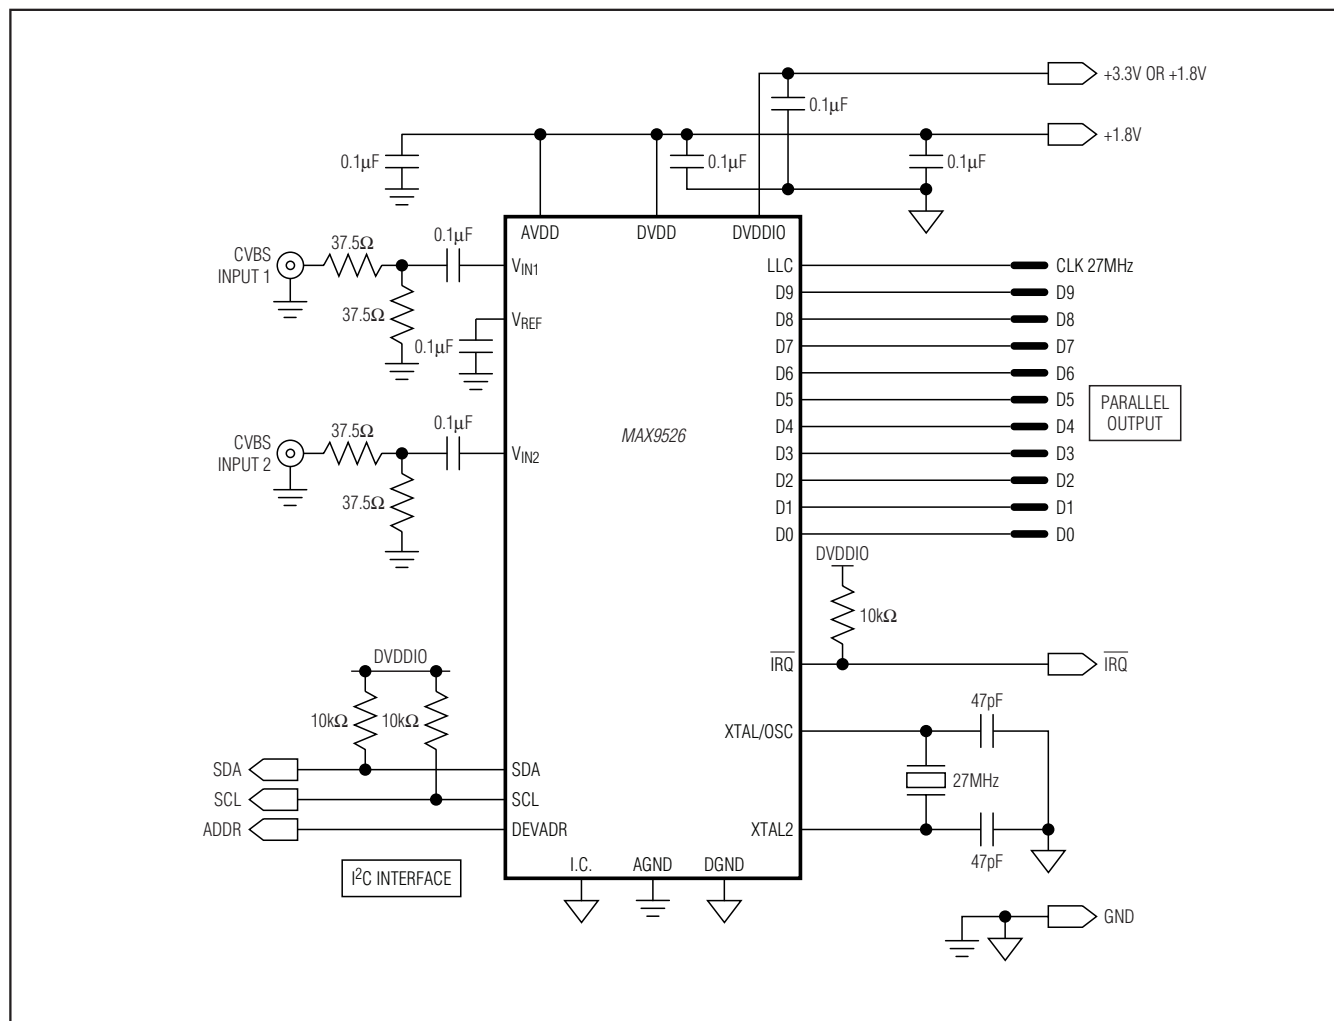 +3.3V OR +1.8V
0.1µF
+1.8V
0.1µF
0.1µF
0.1µF
AVDD
DVDD
DVDDIO
CVBS
INPUT 1
37.5Ω
0.1µF
VIN1
37.5Ω
VREF
0.1µF
CVBS
INPUT 2
37.5Ω
0.1µF
VIN2
37.5Ω
MAX9526
LLC
CLK 27MHz
D9
D9
D8
D8
D7
D7
D6
D6
D5
D5
D4
D4
D3
D3
D2
D2
D1
D1
D0
D0
PARALLEL
OUTPUT
DVDDIO
10kΩ
IRQ
IRQ
DVDDIO
10kΩ
10kΩ
SDA
SDA
SCL
SCL
ADDR
DEVADR
I²C INTERFACE
XTAL/OSC
47pF
27MHz
XTAL2
47pF
I.C.
AGND
DGND
GND